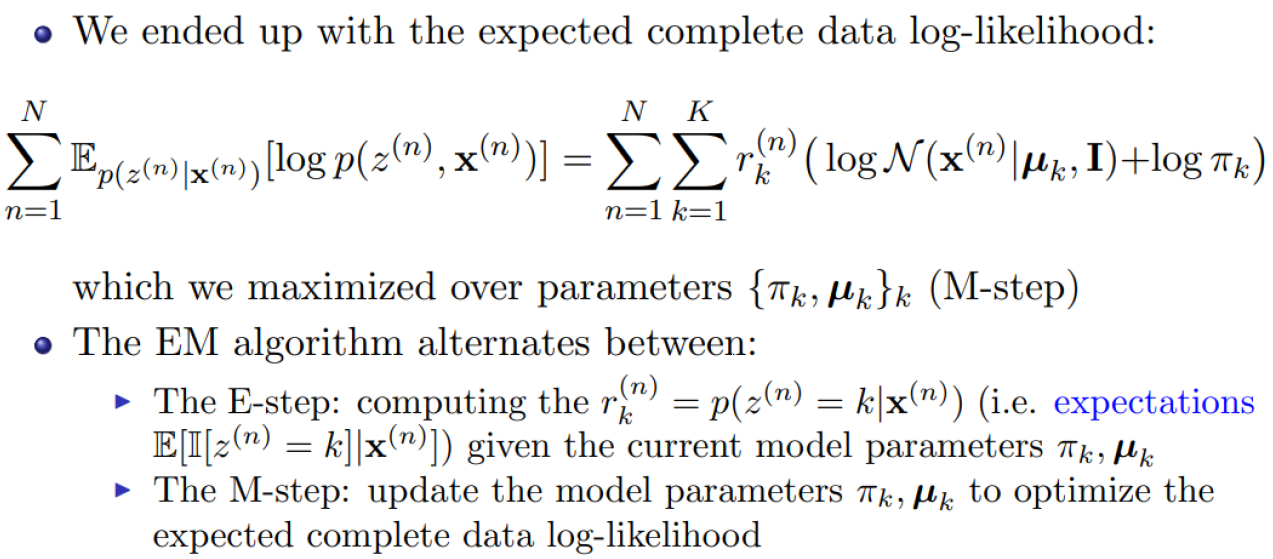 • We ended up with the expected complete data log-likelihood:
$$\sum_{n=1}^{N} \mathbb{E}_{p(z^{(n)}|\mathbf{x}^{(n)})}[\log p(z^{(n)}, \mathbf{x}^{(n)})] = \sum_{n=1}^{N} \sum_{k=1}^{K} r_k^{(n)} \left( \log \mathcal{N}(\mathbf{x}^{(n)}|\boldsymbol{\mu}_k, \mathbf{I}) + \log \pi_k \right)$$
which we maximized over parameters $\{\pi_k, \boldsymbol{\mu}_k\}_k$ (M-step)
• The EM algorithm alternates between:
▶ The E-step: computing the $r_k^{(n)} = p(z^{(n)} = k|\mathbf{x}^{(n)})$ (i.e. expectations
$\mathbb{E}[\mathbb{I}[z^{(n)} = k]|\mathbf{x}^{(n)}]$) given the current model parameters $\pi_k, \boldsymbol{\mu}_k$
▶ The M-step: update the model parameters $\pi_k, \boldsymbol{\mu}_k$ to optimize the
expected complete data log-likelihood